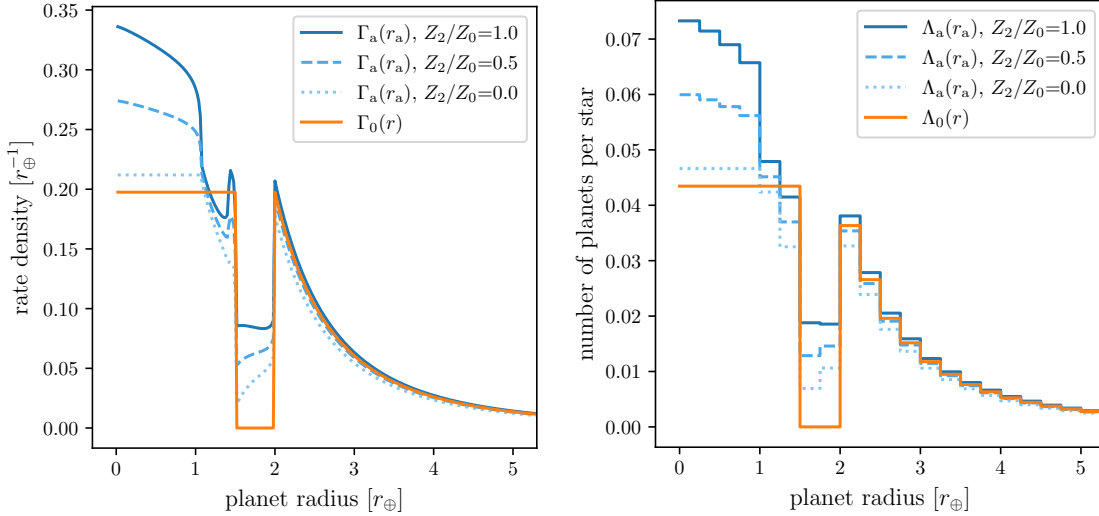 rate density [r⊕⁻¹]
0.35
0.30
0.25
0.20
0.15
0.10
0.05
0.00
Γₐ(rₐ), Z₂/Z₀=1.0
Γₐ(rₐ), Z₂/Z₀=0.5
Γₐ(rₐ), Z₂/Z₀=0.0
Γ₀(r)
0 1 2 3 4 5
planet radius [r⊕]
number of planets per star
0.07
0.06
0.05
0.04
0.03
0.02
0.01
0.00
Λₐ(rₐ), Z₂/Z₀=1.0
Λₐ(rₐ), Z₂/Z₀=0.5
Λₐ(rₐ), Z₂/Z₀=0.0
Λ₀(r)
0 1 2 3 4 5
planet radius [r⊕]